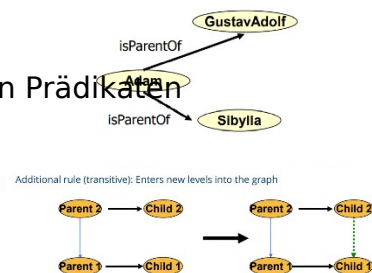 GustavAdolf
isParentOf
Adam
n Prädikaten
isParentOf
Sibylla
Additional rule (transitive): Enters new levels into the graph
Parent 2 Child 2 Parent 2 Child 2
Parent 1 Child 1 Parent 1 Child 1